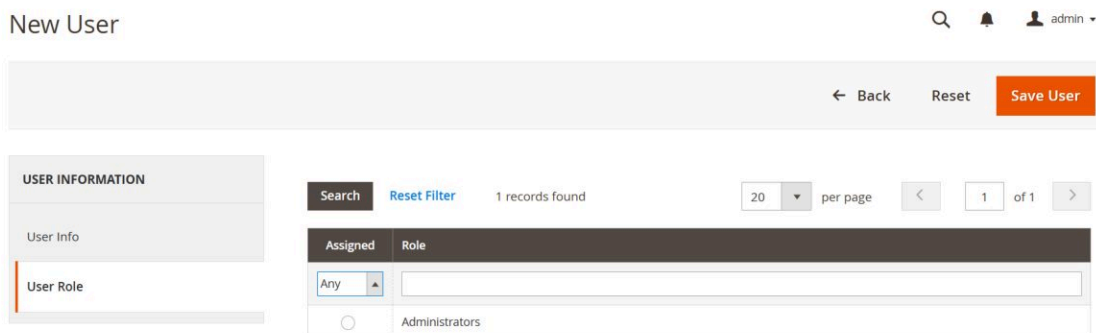 New User
admin
← Back Reset Save User
USER INFORMATION
User Info
User Role
Search Reset Filter 1 records found 20 per page 1 of 1
Assigned Role
Any
Administrators